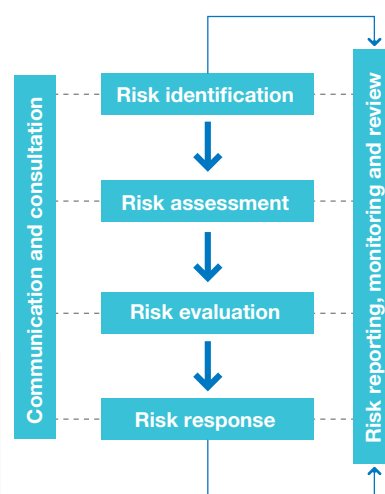 Communication and consultation
Risk identification
Risk assessment
Risk evaluation
Risk response
Risk reporting, monitoring and review